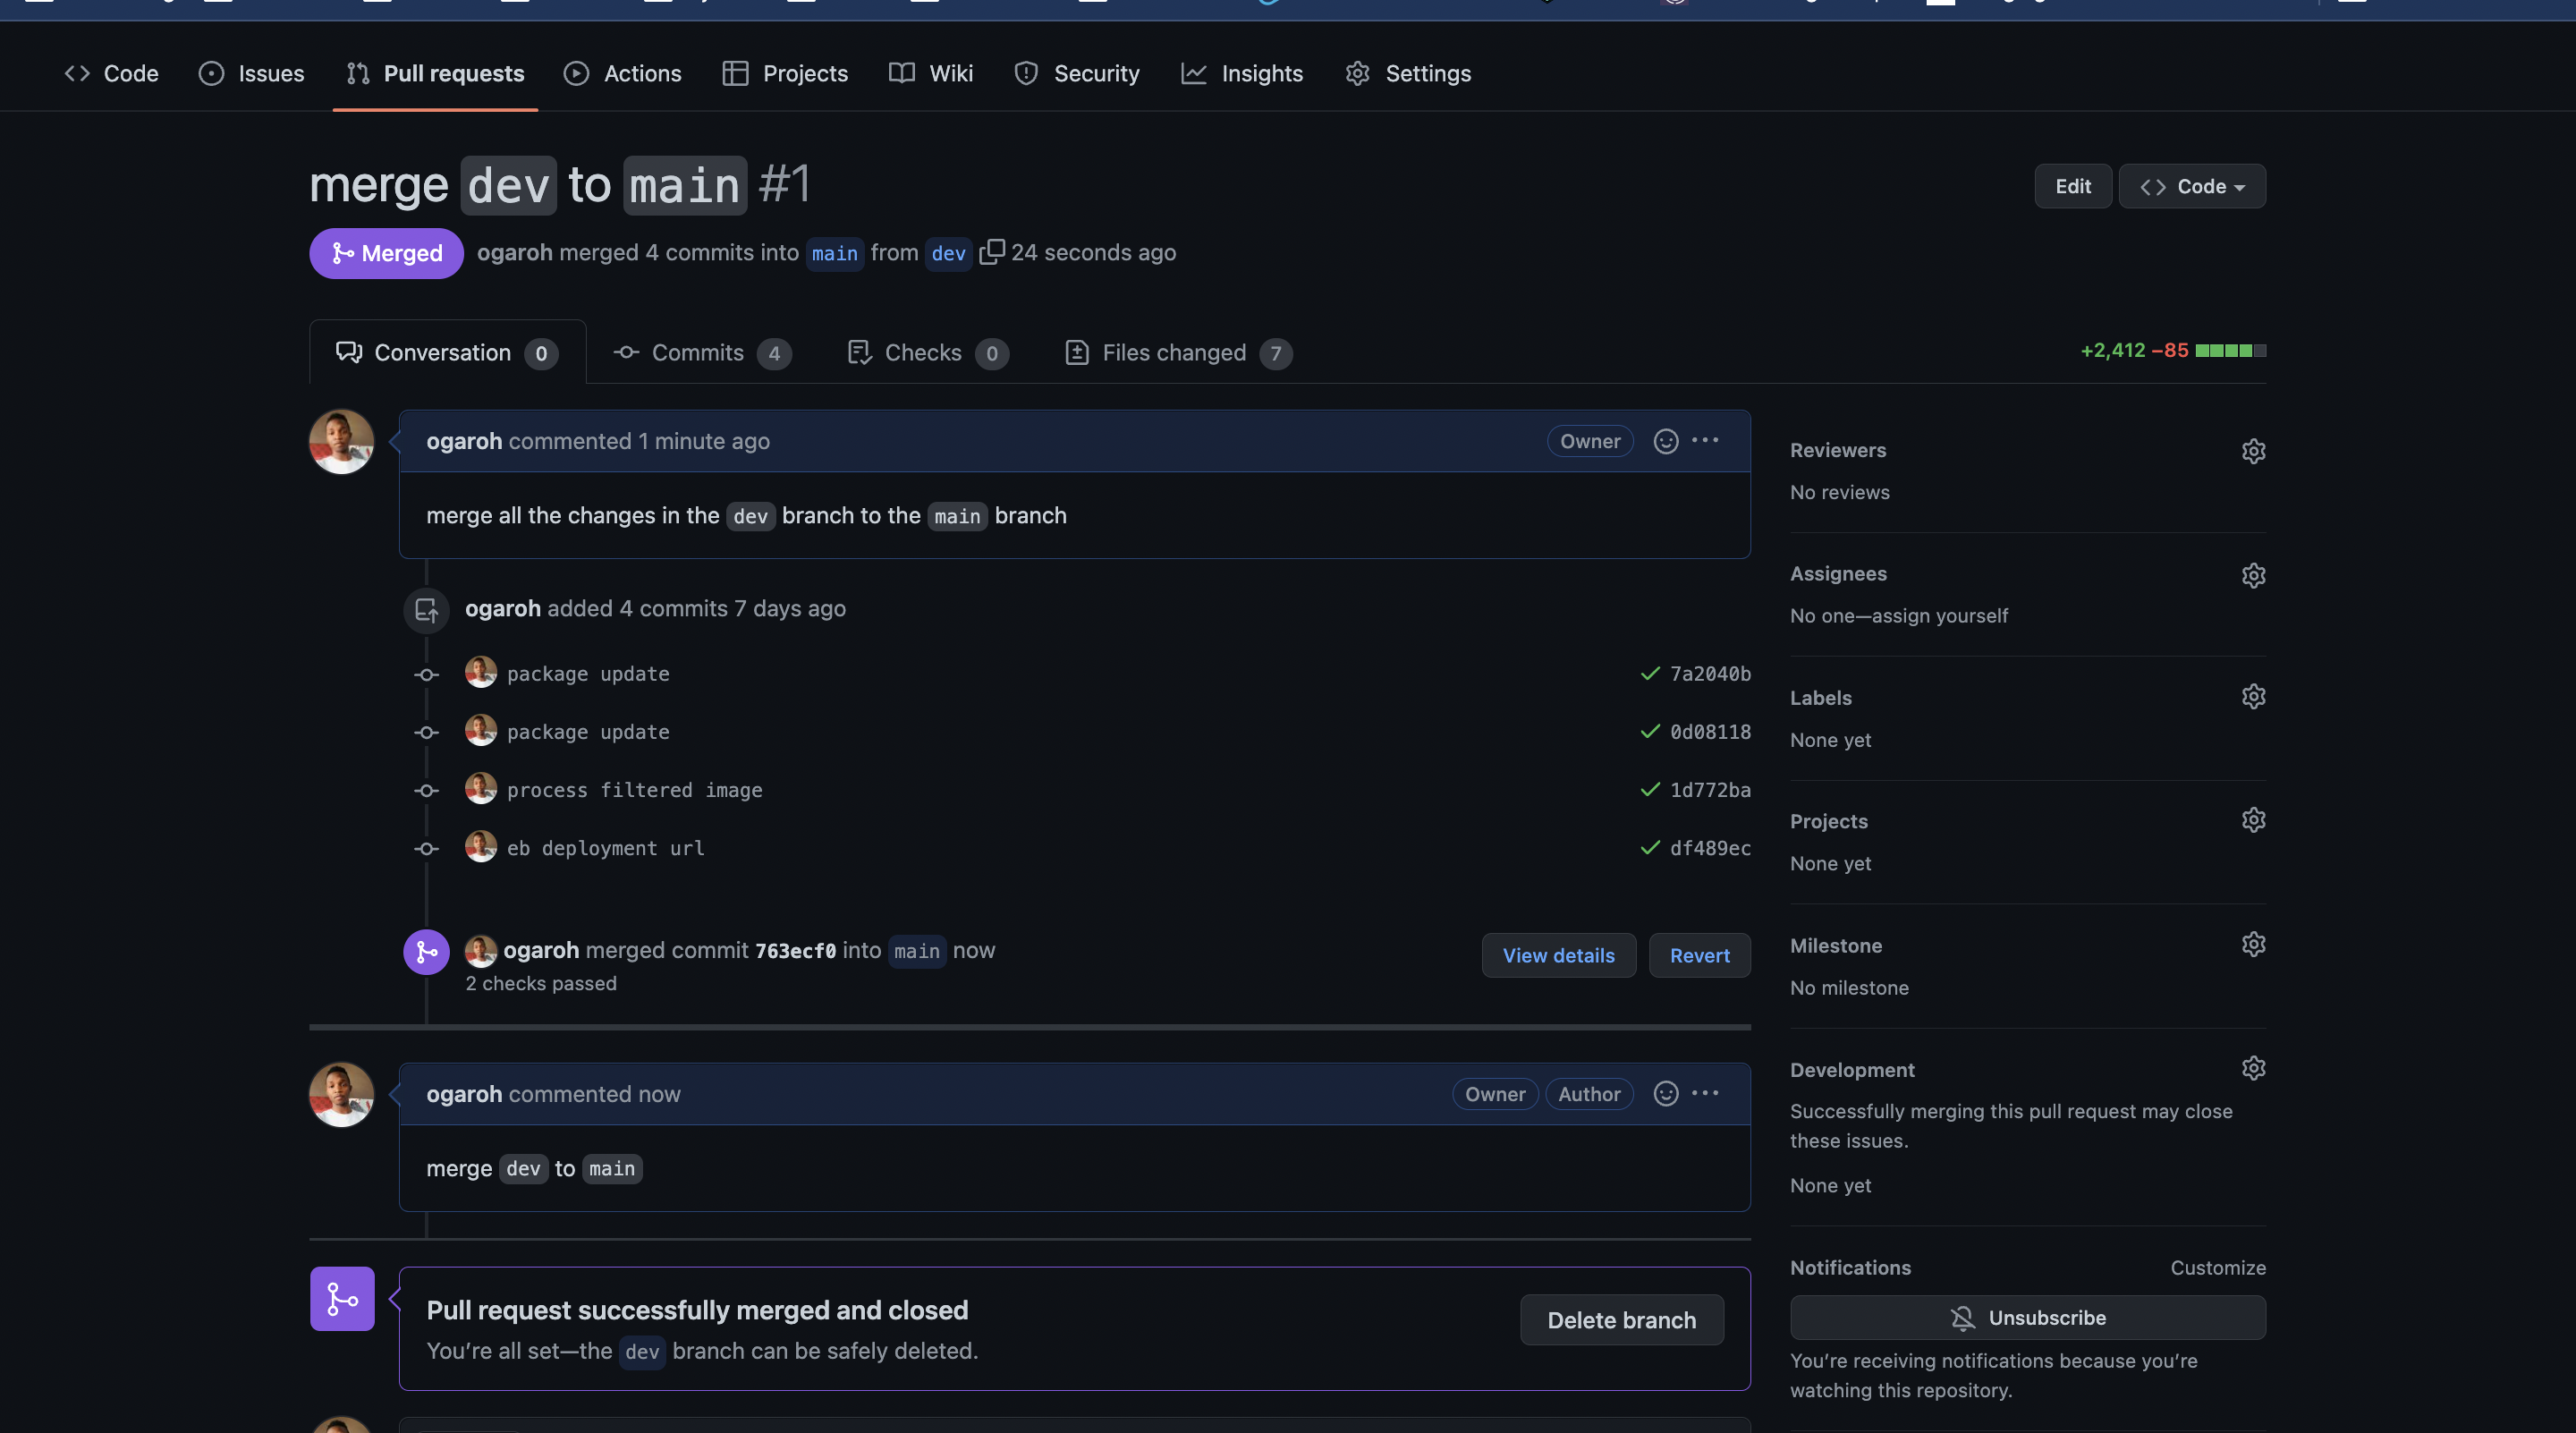 Code Issues Pull requests Actions Projects Wiki Security Insights Settings
merge dev to main #1
Edit Code
Merged ogaroh merged 4 commits into main from dev 24 seconds ago
Conversation 0 Commits 4 Checks 0 Files changed 7
+2,412 −85
ogaroh commented 1 minute ago Owner
merge all the changes in the dev branch to the main branch
ogaroh added 4 commits 7 days ago
package update 7a2040b
package update 0d08118
process filtered image 1d772ba
eb deployment url df489ec
ogaroh merged commit 763ecf0 into main now
2 checks passed
View details Revert
ogaroh commented now Owner Author
merge dev to main
Pull request successfully merged and closed
You’re all set—the dev branch can be safely deleted.
Delete branch
Reviewers
No reviews
Assignees
No one—assign yourself
Labels
None yet
Projects
None yet
Milestone
No milestone
Development
Successfully merging this pull request may close
these issues.
None yet
Notifications Customize
Unsubscribe
You’re receiving notifications because you’re
watching this repository.